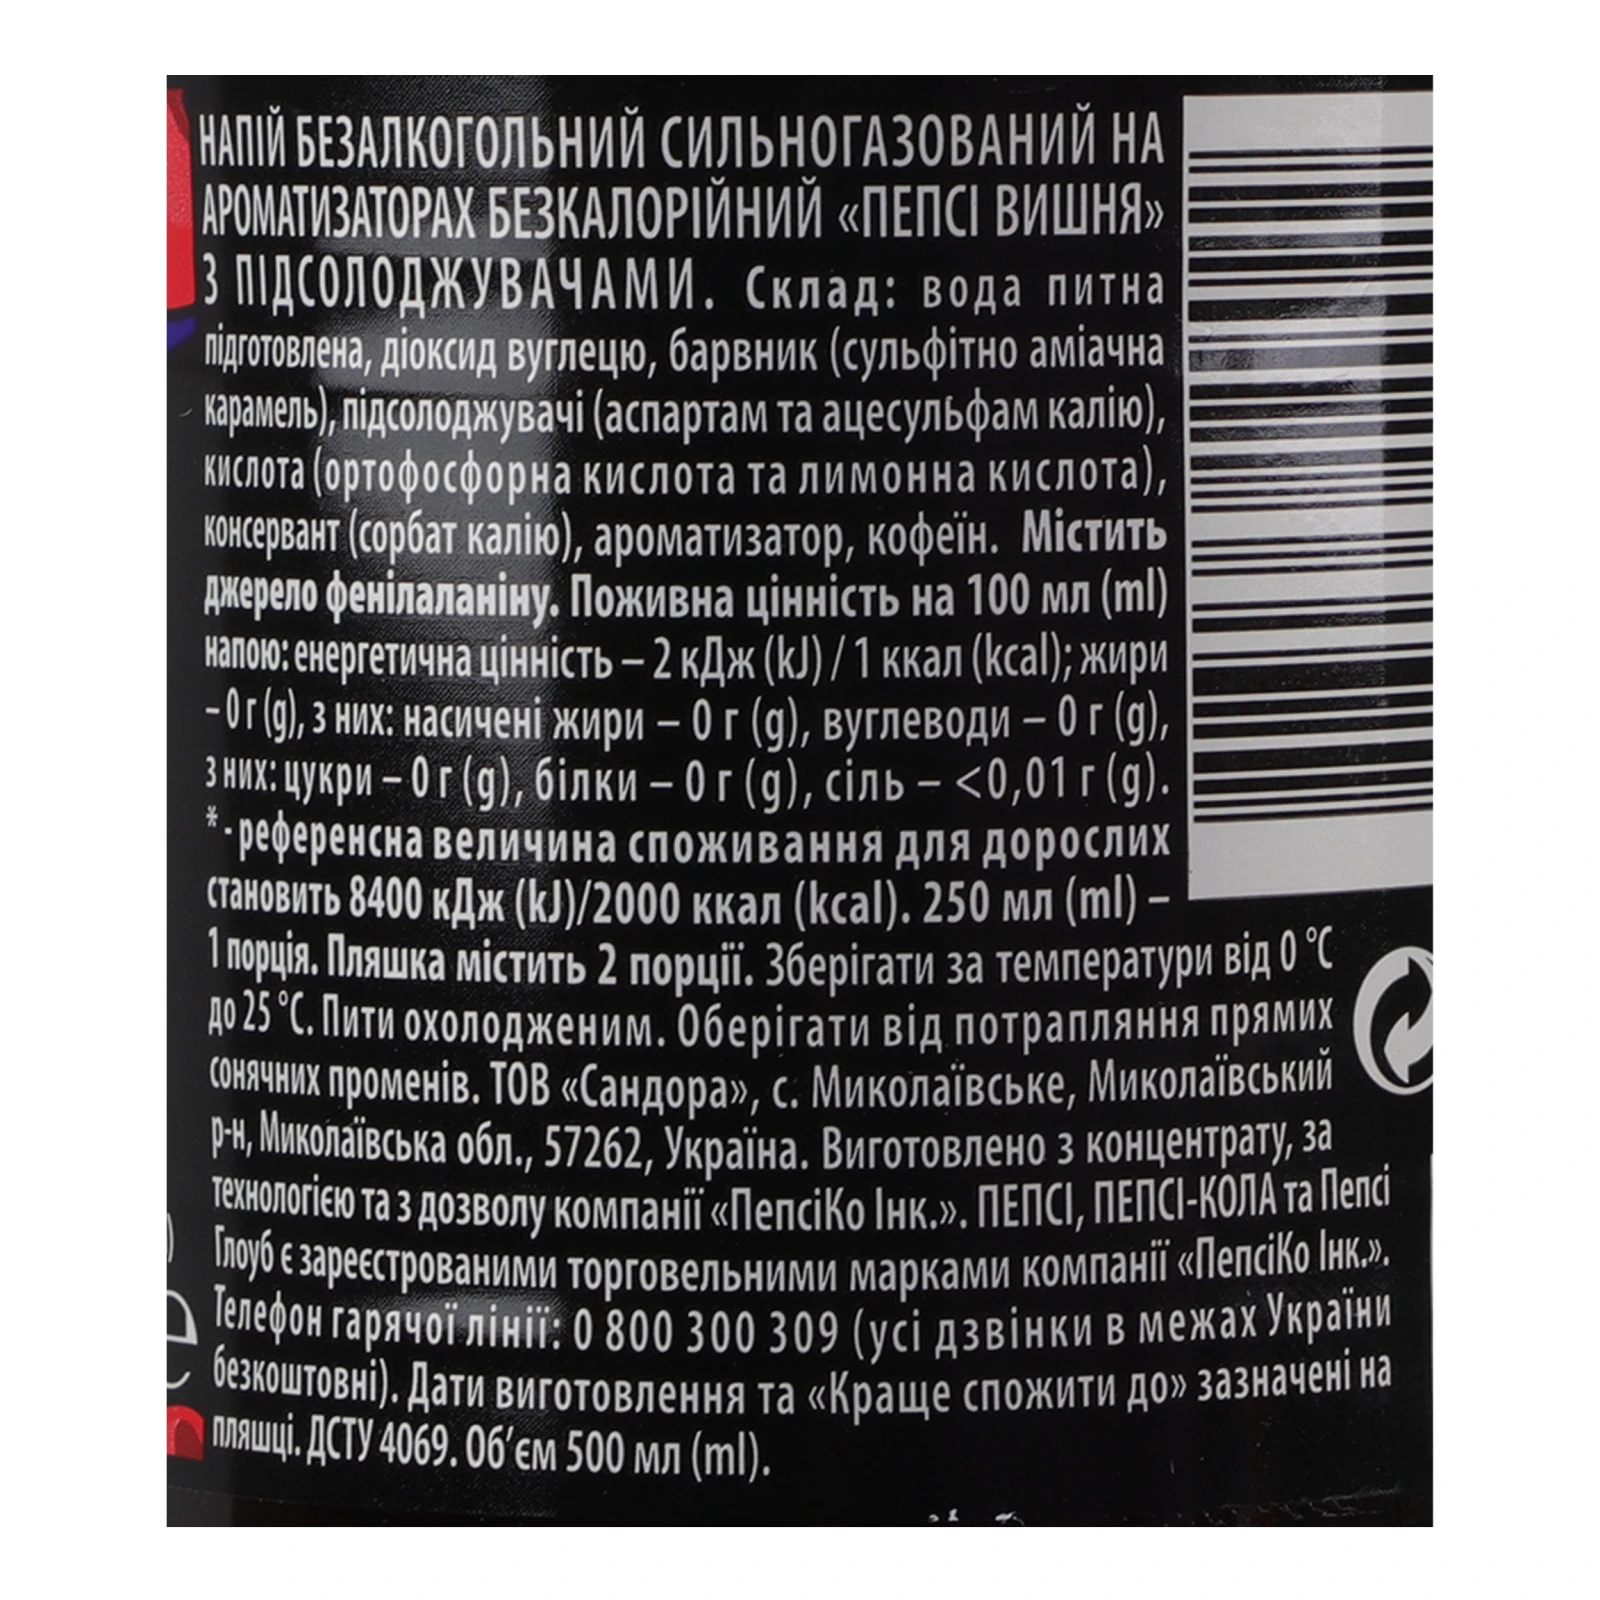 НАПІЙ БЕЗАЛКОГОЛЬНИЙ СИЛЬНОГАЗОВАНИЙ НА
АРОМАТИЗАТОРАХ БЕЗКАЛОРІЙНИЙ «ПЕПСІ ВИШНЯ»
З ПІДСОЛОДЖУВАЧАМИ. Склад: вода питна
підготовлена, діоксид вуглецю, барвник (сульфітно аміачна
карамель), підсолоджувачі (аспартам та ацесульфам калію),
кислота (ортофосфорна кислота та лимонна кислота),
консервант (сорбат калію), ароматизатор, кофеїн. Містить
джерело фенілаланіну. Поживна цінність на 100 мл (ml)
напою: енергетична цінність – 2 кДж (kJ) / 1 ккал (kcal); жири
– 0 г (g), з них: насичені жири – 0 г (g), вуглеводи – 0 г (g),
з них: цукри – 0 г (g), білки – 0 г (g), сіль – <0,01 г (g).
* - референсна величина споживання для дорослих
становить 8400 кДж (kJ)/2000 ккал (kcal). 250 мл (ml) –
1 порція. Пляшка містить 2 порції. Зберігати за температури від 0 °С
до 25 °С. Пити охолодженим. Оберігати від потрапляння прямих
сонячних променів. ТОВ «Сандора», с. Миколаївське, Миколаївський
р-н, Миколаївська обл., 57262, Україна. Виготовлено з концентрату, за
технологією та з дозволу компанії «ПепсіКо Інк.». ПЕПСІ, ПЕПСІ-КОЛА та Пепсі
Глоуб є зареєстрованими торговельними марками компанії «ПепсіКо Інк.».
Телефон гарячої лінії: 0 800 300 309 (усі дзвінки в межах України
безкоштовні). Дати виготовлення та «Краще спожити до» зазначені на
пляшці. ДСТУ 4069. Об'єм 500 мл (ml).